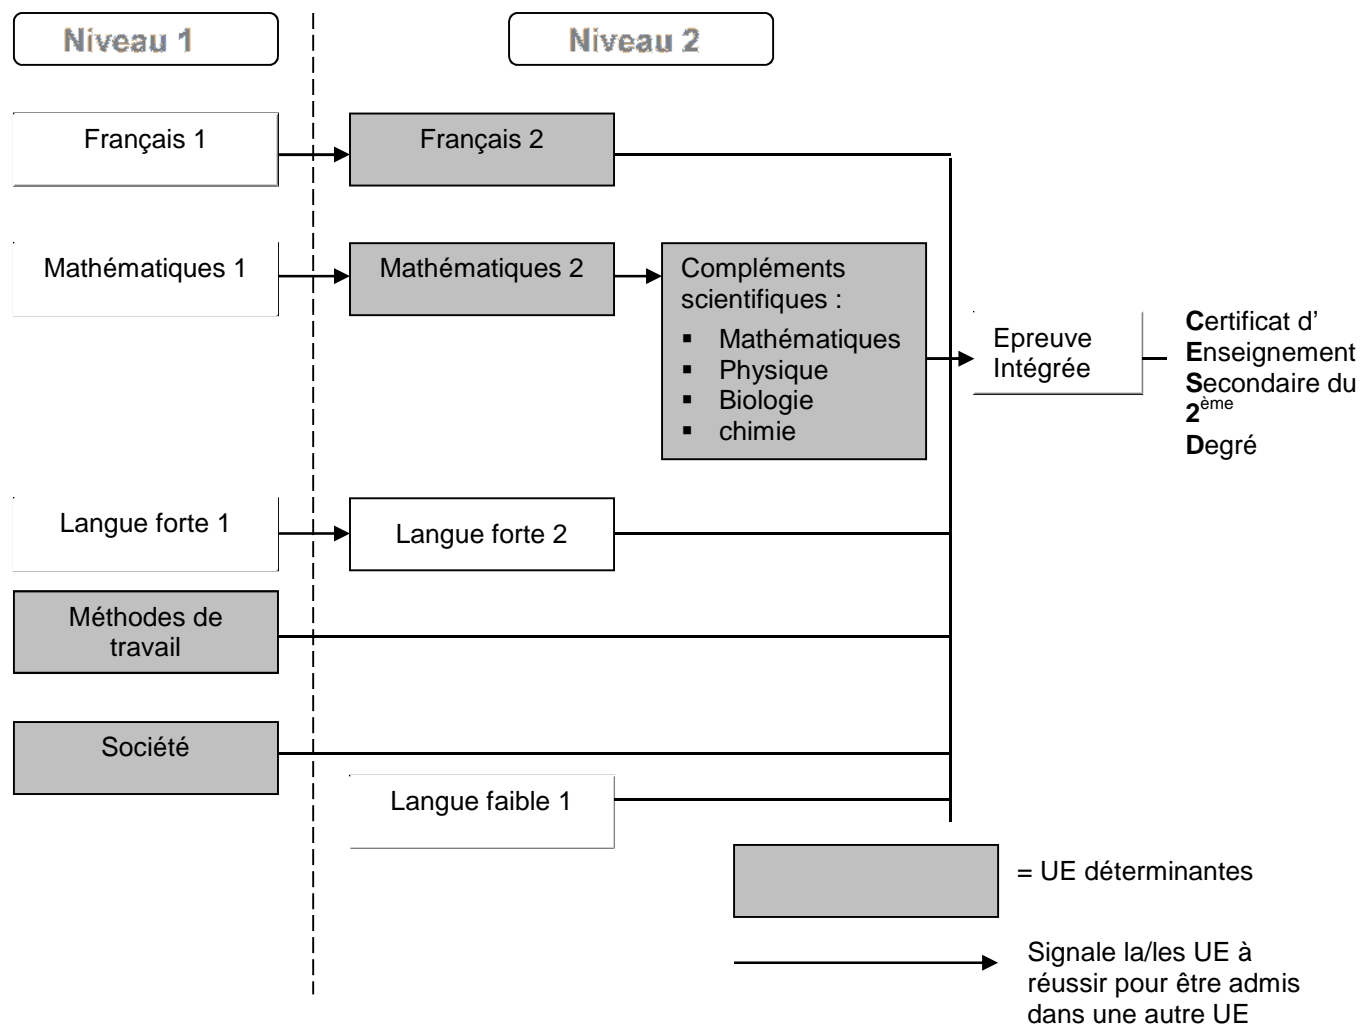 Niveau 1
Niveau 2
Français 1
Français 2
Mathématiques 1
Mathématiques 2
Compléments
scientifiques :
▪ Mathématiques
▪ Physique
▪ Biologie
▪ chimie
Epreuve
Intégrée
Certificat d’
Enseignement
Secondaire du
2ème
Degré
Langue forte 1
Langue forte 2
Méthodes de
travail
Société
Langue faible 1
= UE déterminantes
Signale la/les UE à
réussir pour être admis
dans une autre UE